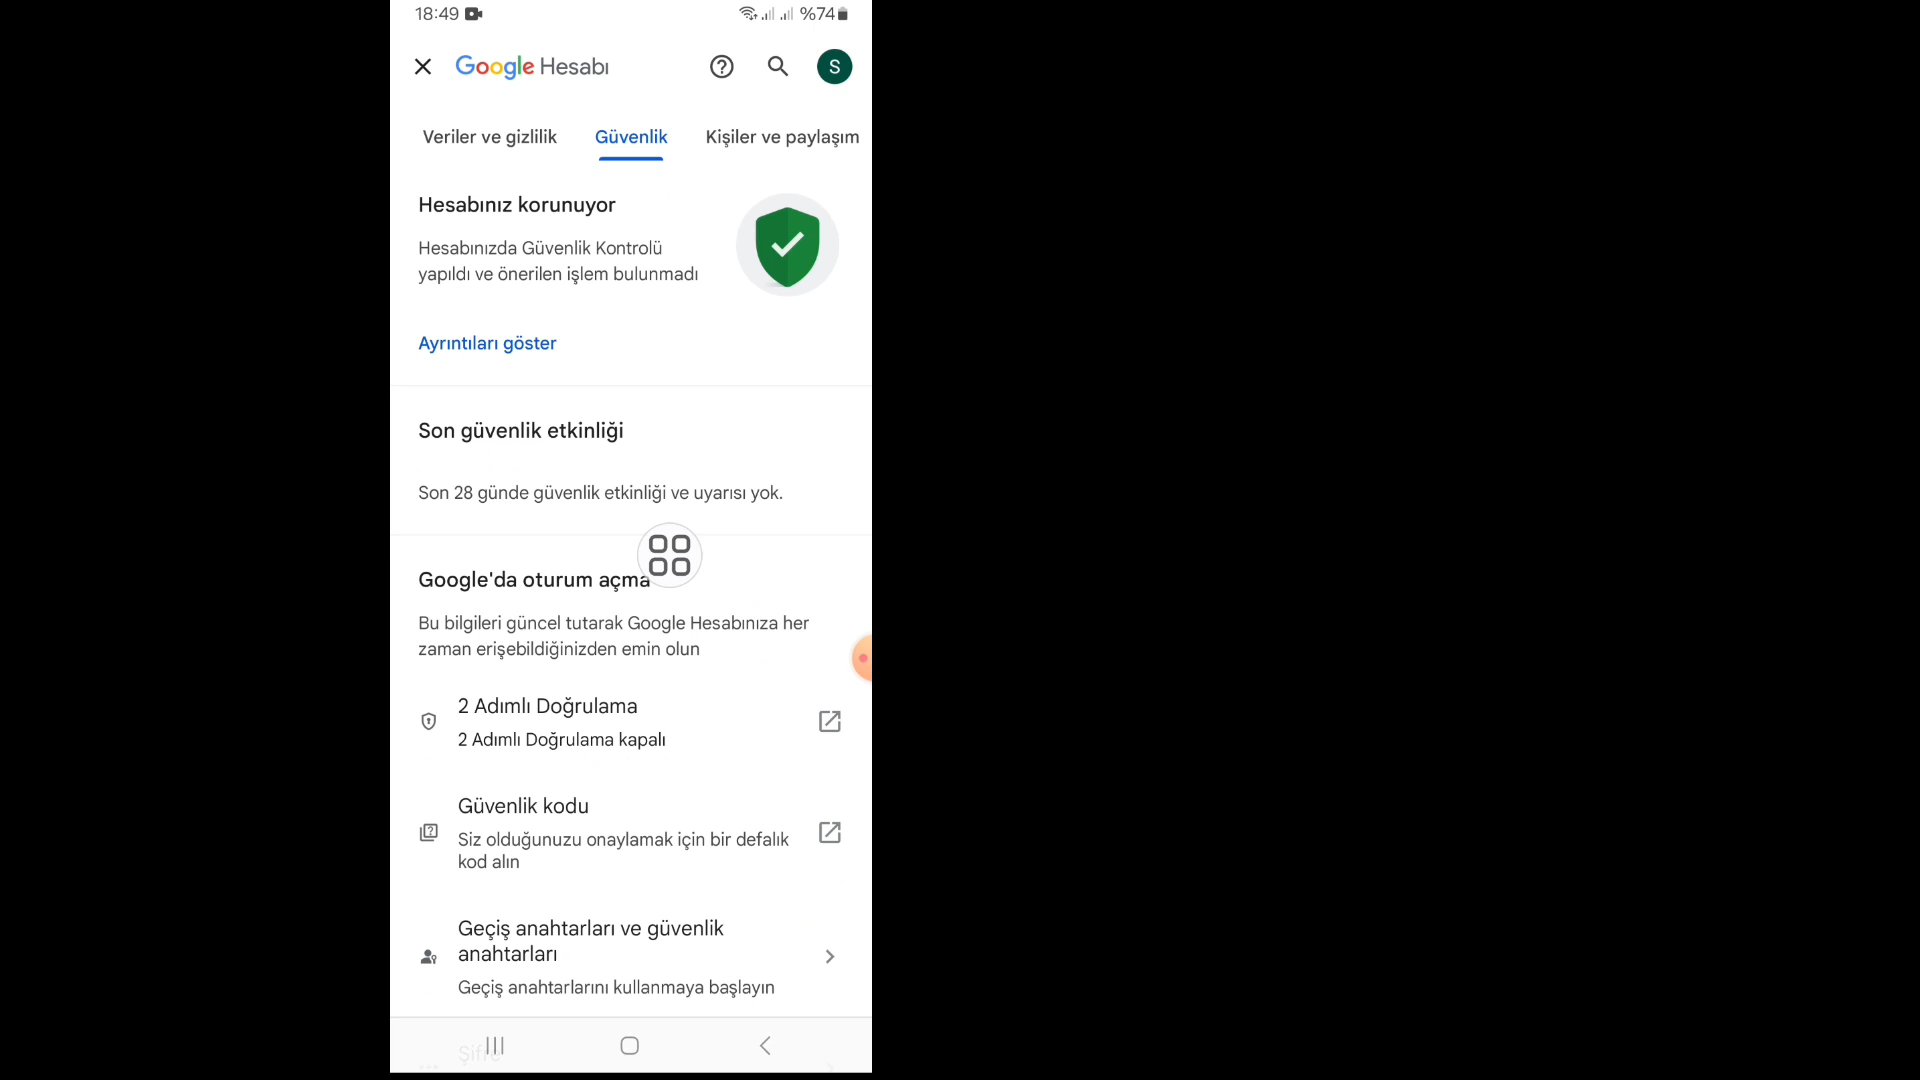 18:49 %74
Google Hesabı S
Veriler ve gizlilik Güvenlik Kişiler ve paylaşım
Hesabınız korunuyor
Hesabınızda Güvenlik Kontrolü
yapıldı ve önerilen işlem bulunmadı
Ayrıntıları göster
Son güvenlik etkinliği
Son 28 günde güvenlik etkinliği ve uyarısı yok.
Google'da oturum açma
Bu bilgileri güncel tutarak Google Hesabınıza her
zaman erişebildiğinizden emin olun
2 Adımlı Doğrulama
2 Adımlı Doğrulama kapalı
Güvenlik kodu
Siz olduğunuzu onaylamak için bir defalık
kod alın
Geçiş anahtarları ve güvenlik
anahtarları
Geçiş anahtarlarını kullanmaya başlayın
Şifre